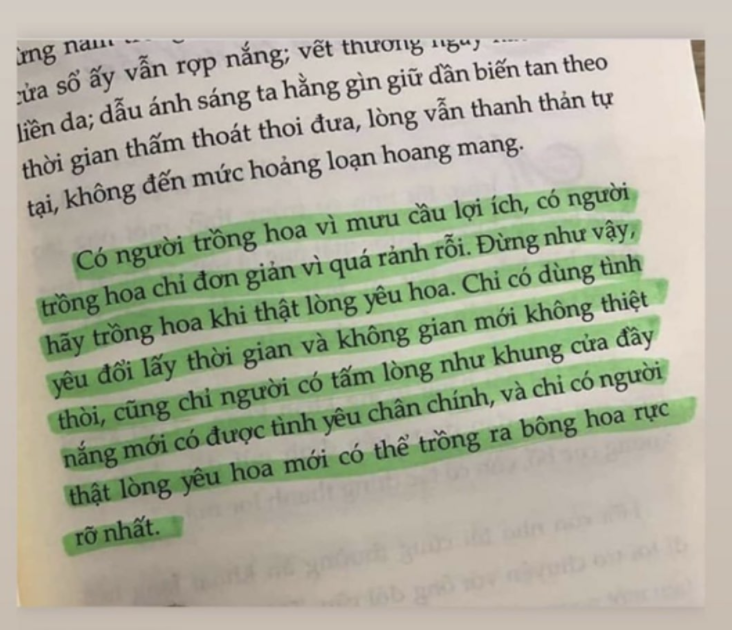 cửa sổ ấy vẫn rợp nắng; vết thương
liền da; dẫu ánh sáng ta hằng gìn giữ dần biến tan theo
thời gian thấm thoát thoi đưa, lòng vẫn thanh thản tự
tại, không đến mức hoảng loạn hoang mang.
Có người trồng hoa vì mưu cầu lợi ích, có người
trồng hoa chỉ đơn giản vì quá rảnh rỗi. Đừng như vậy,
hãy trồng hoa khi thật lòng yêu hoa. Chỉ có dùng tình
yêu đổi lấy thời gian và không gian mới không thiệt
thòi, cũng chỉ người có tấm lòng như khung cửa đầy
nắng mới có được tình yêu chân chính, và chỉ có người
thật lòng yêu hoa mới có thể trồng ra bông hoa rực
rỡ nhất.